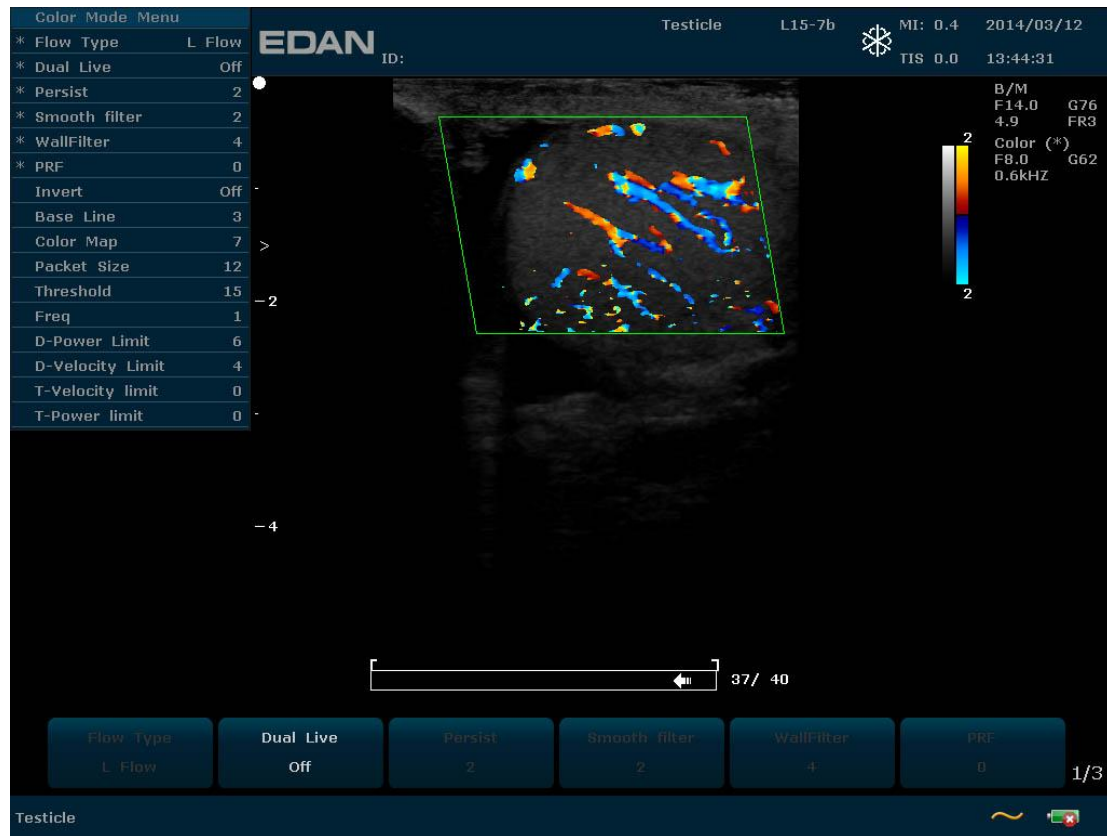 Color Mode Menu
* Flow Type L Flow
* Dual Live Off
* Persist 2
* Smooth filter 2
* WallFilter 4
* PRF 0
Invert Off
Base Line 3
Color Map 7
Packet Size 12
Threshold 15
Freq 1
D-Power Limit 6
D-Velocity Limit 4
T-Velocity limit 0
T-Power limit 0
EDAN
ID:
Testicle L15-7b
MI: 0.4 2014/03/12
TIS 0.0 13:44:31
B/M
F14.0 G76
4.9 FR3
Color (*)
F8.0 G62
0.6kHZ
2
2
>
2
4
37/ 40
Flow Type
L Flow
Dual Live
Off
Persist
2
Smooth filter
2
WallFilter
4
PRF
0
1/3
Testicle